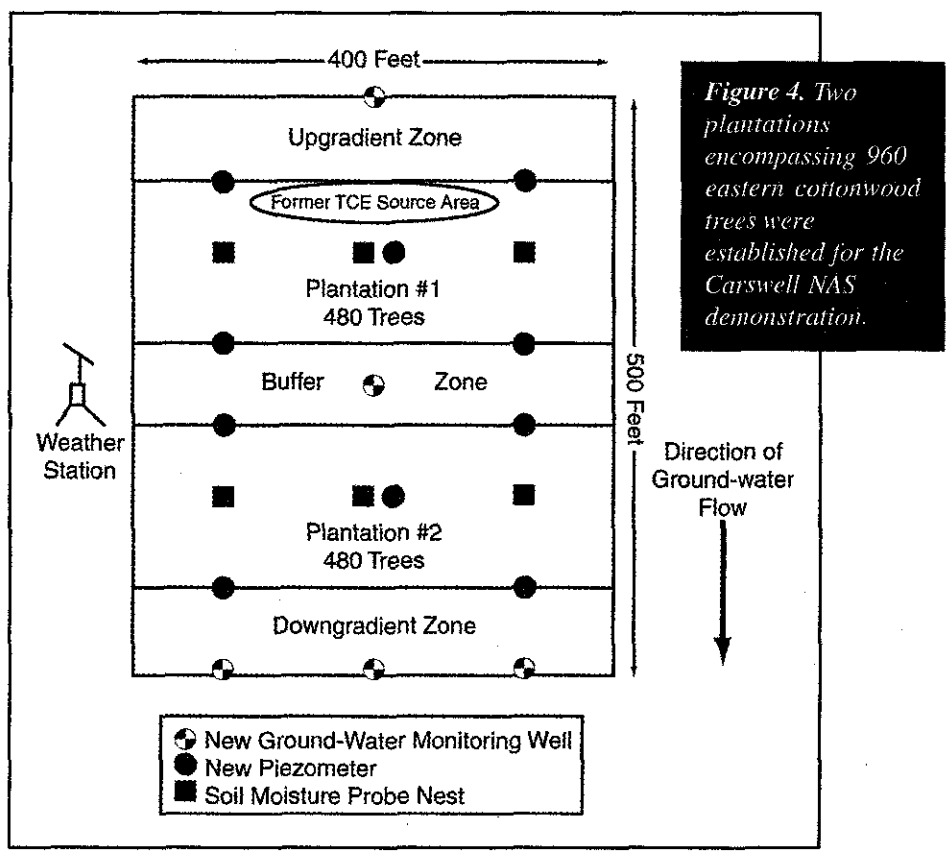 400 Feet
Figure 4. Two
plantations
encompassing 960
eastern cottonwood
trees were
established for the
Carswell NAS
demonstration.
Upgradient Zone
Former TCE Source Area
Plantation #1
480 Trees
Buffer Zone
500 Feet
Weather
Station
Direction of
Ground-water
Flow
Plantation #2
480 Trees
Downgradient Zone
New Ground-Water Monitoring Well
New Piezometer
Soil Moisture Probe Nest